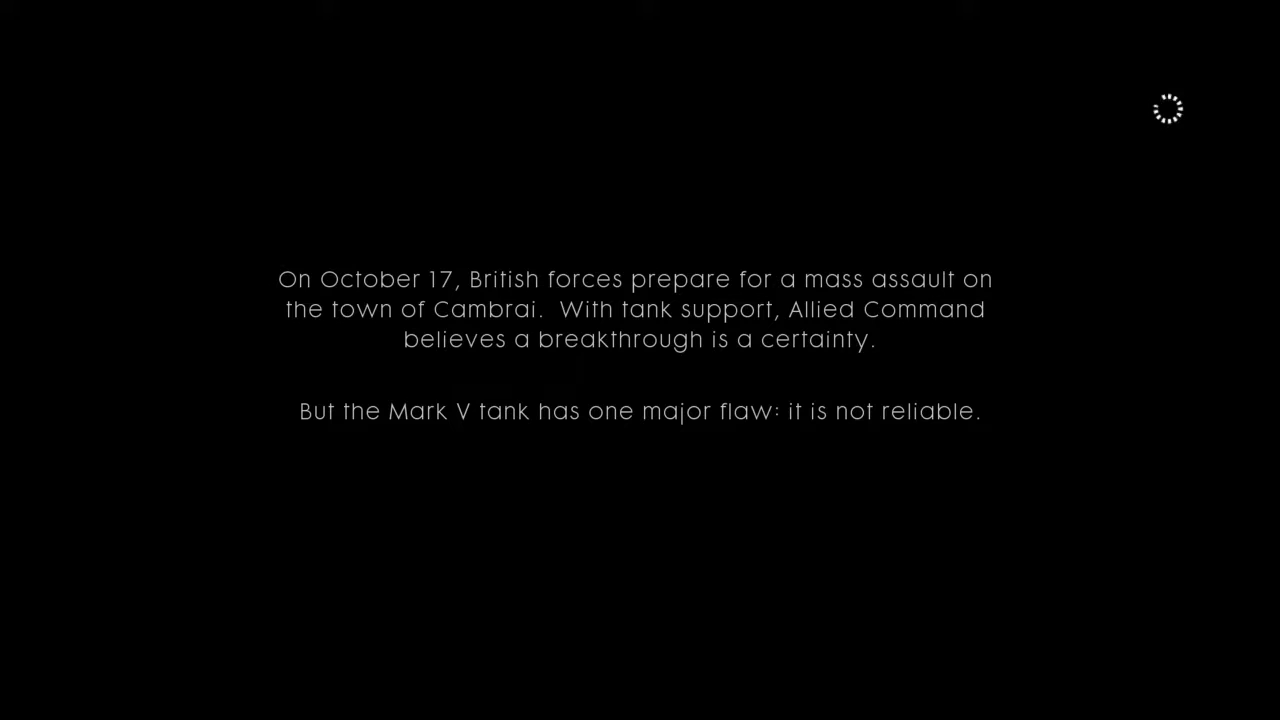 On October 17, British forces prepare for a mass assault on
the town of Cambrai.  With tank support, Allied Command
believes a breakthrough is a certainty.
But the Mark V tank has one major flaw: it is not reliable.